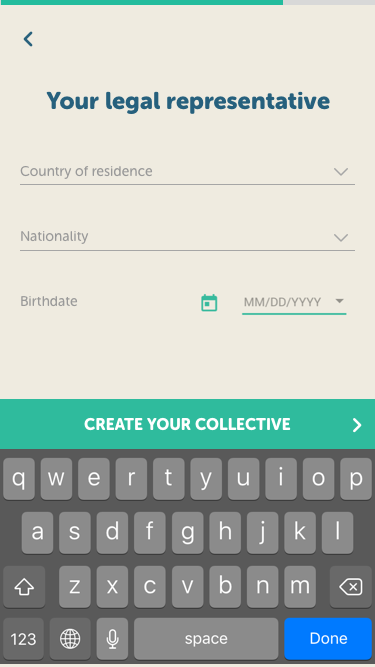 Your legal representative
Country of residence
Nationality
Birthdate MM/DD/YYYY
CREATE YOUR COLLECTIVE
q w e r t y u i o p
a s d f g h j k l
z x c v b n m
123 space Done